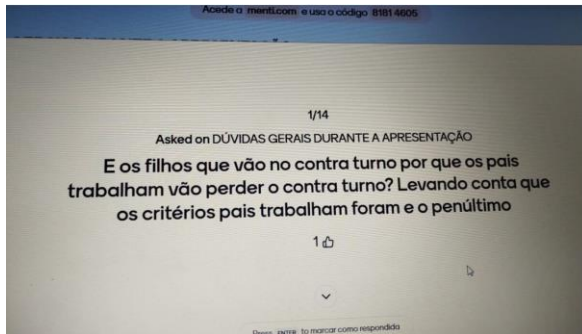 Acede a menti.com e usa o código 8181 4605
1/14
Asked on DÚVIDAS GERAIS DURANTE A APRESENTAÇÃO
E os filhos que vão no contra turno por que os pais
trabalham vão perder o contra turno? Levando conta que
os critérios pais trabalham foram e o penúltimo
1
Press ENTER to marcar como respondida